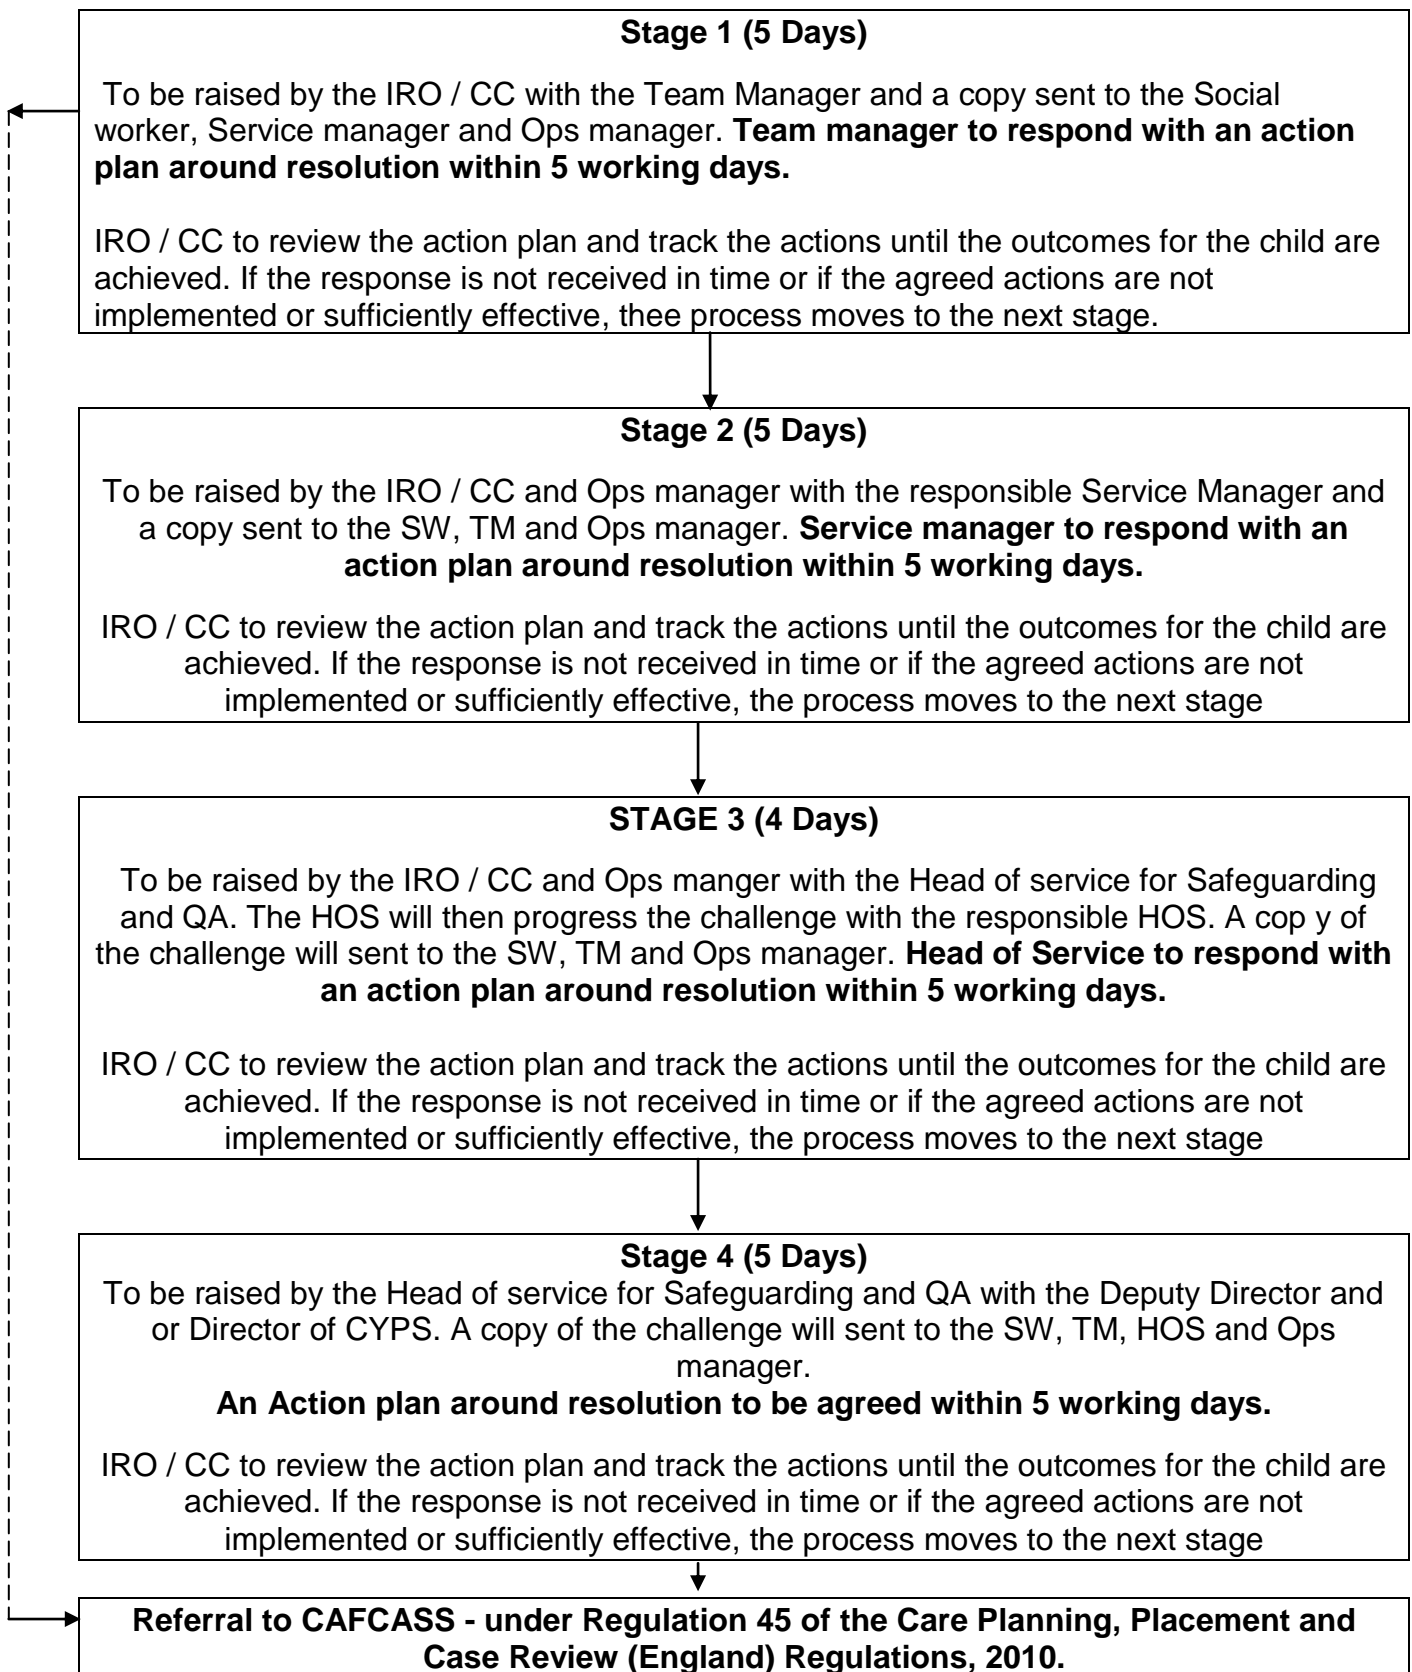 Stage 1 (5 Days)
To be raised by the IRO / CC with the Team Manager and a copy sent to the Social
worker, Service manager and Ops manager. Team manager to respond with an action
plan around resolution within 5 working days.
IRO / CC to review the action plan and track the actions until the outcomes for the child are
achieved. If the response is not received in time or if the agreed actions are not
implemented or sufficiently effective, thee process moves to the next stage.
Stage 2 (5 Days)
To be raised by the IRO / CC and Ops manager with the responsible Service Manager and
a copy sent to the SW, TM and Ops manager. Service manager to respond with an
action plan around resolution within 5 working days.
IRO / CC to review the action plan and track the actions until the outcomes for the child are
achieved. If the response is not received in time or if the agreed actions are not
implemented or sufficiently effective, the process moves to the next stage
STAGE 3 (4 Days)
To be raised by the IRO / CC and Ops manger with the Head of service for Safeguarding
and QA. The HOS will then progress the challenge with the responsible HOS. A cop y of
the challenge will sent to the SW, TM and Ops manager. Head of Service to respond with
an action plan around resolution within 5 working days.
IRO / CC to review the action plan and track the actions until the outcomes for the child are
achieved. If the response is not received in time or if the agreed actions are not
implemented or sufficiently effective, the process moves to the next stage
Stage 4 (5 Days)
To be raised by the Head of service for Safeguarding and QA with the Deputy Director and
or Director of CYPS. A copy of the challenge will sent to the SW, TM, HOS and Ops
manager.
An Action plan around resolution to be agreed within 5 working days.
IRO / CC to review the action plan and track the actions until the outcomes for the child are
achieved. If the response is not received in time or if the agreed actions are not
implemented or sufficiently effective, the process moves to the next stage
Referral to CAFCASS - under Regulation 45 of the Care Planning, Placement and
Case Review (England) Regulations, 2010.